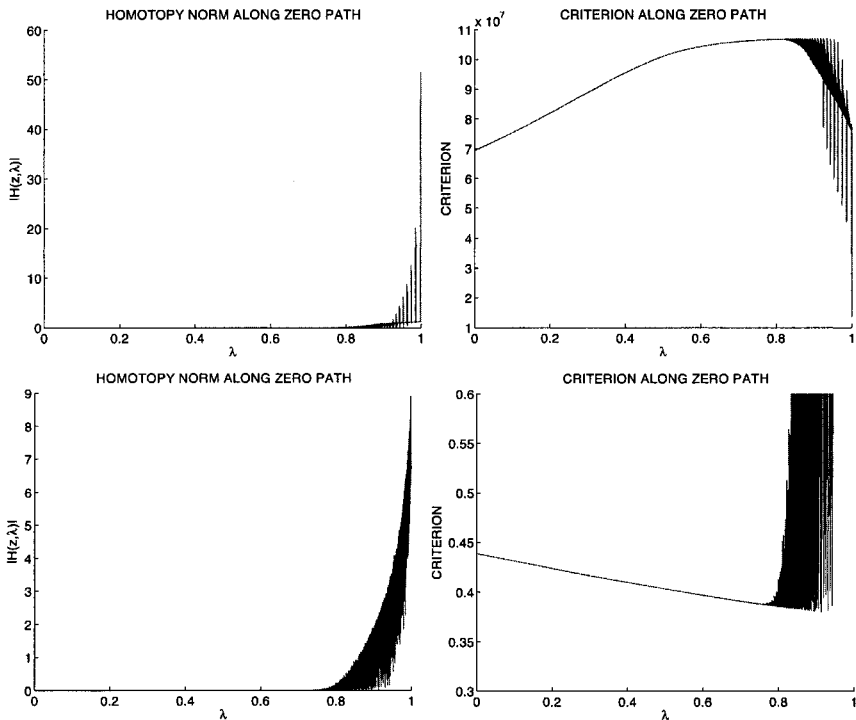 HOMOTOPY NORM ALONG ZERO PATH
60
50
40
30
20
10
0
|H(z,λ)|
0 0.2 0.4 0.6 0.8 1
λ
CRITERION ALONG ZERO PATH
x 10^7
11
10
9
8
7
6
5
4
3
2
1
CRITERION
0 0.2 0.4 0.6 0.8 1
λ
HOMOTOPY NORM ALONG ZERO PATH
9
8
7
6
5
4
3
2
1
0
|H(z,λ)|
0 0.2 0.4 0.6 0.8 1
λ
CRITERION ALONG ZERO PATH
0.6
0.55
0.5
0.45
0.4
0.35
0.3
CRITERION
0 0.2 0.4 0.6 0.8 1
λ